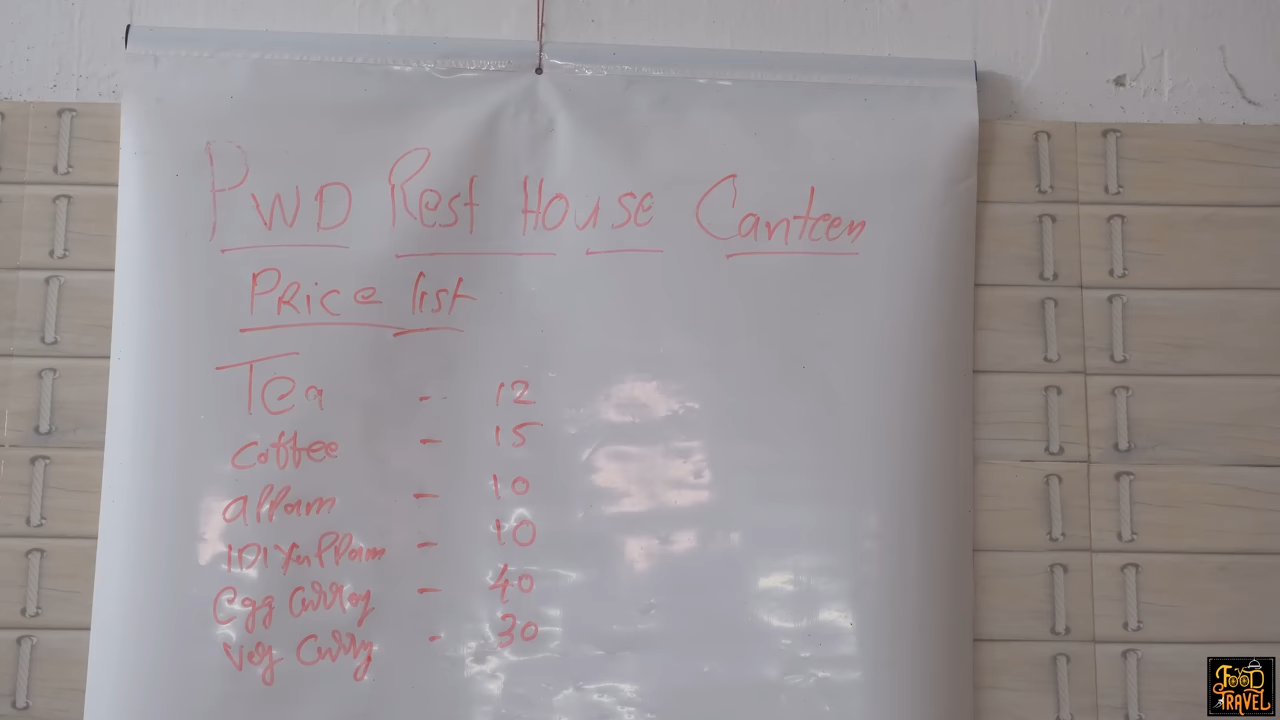 PWD Rest House Canteen
Price list
Tea - 12
coffee - 15
appam - 10
IDIYappam - 10
egg curry - 40
veg curry - 30
FOOD
TRAVEL